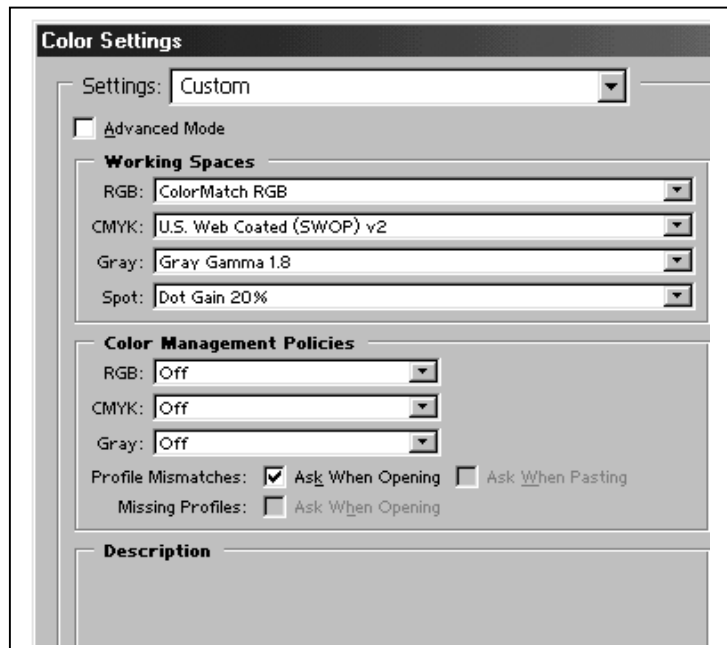 Color Settings
Settings: Custom
Advanced Mode
Working Spaces
RGB: ColorMatch RGB
CMYK: U.S. Web Coated (SWOP) v2
Gray: Gray Gamma 1.8
Spot: Dot Gain 20%
Color Management Policies
RGB: Off
CMYK: Off
Gray: Off
Profile Mismatches: Ask When Opening Ask When Pasting
Missing Profiles: Ask When Opening
Description